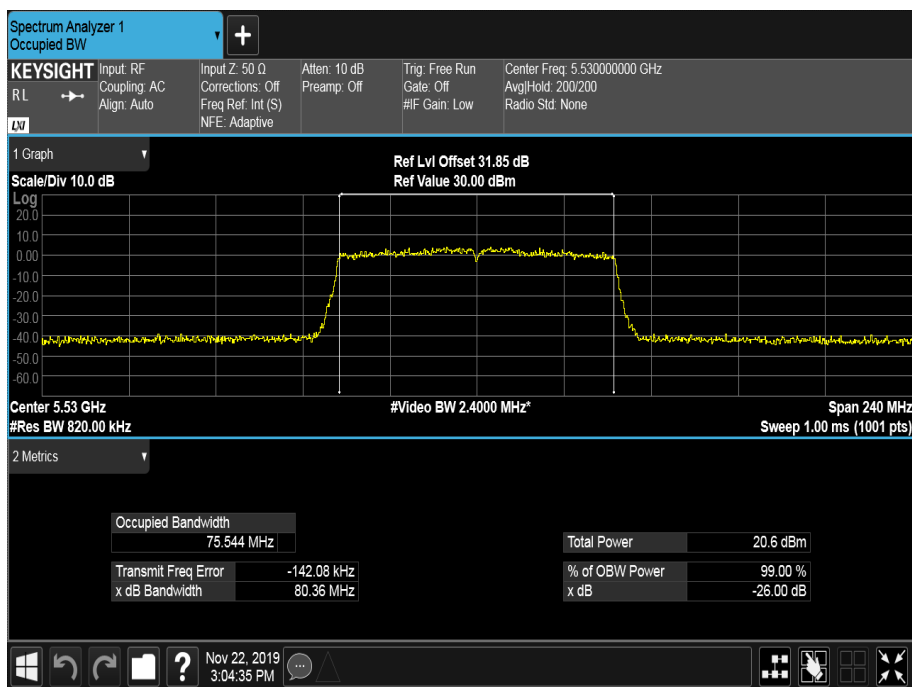 Spectrum Analyzer 1
Occupied BW
+
KEYSIGHT
R L
LXI
Input: RF
Coupling: AC
Align: Auto
Input Z: 50 Ω
Corrections: Off
Freq Ref: Int (S)
NFE: Adaptive
Atten: 10 dB
Preamp: Off
Trig: Free Run
Gate: Off
#IF Gain: Low
Center Freq: 5.530000000 GHz
Avg|Hold: 200/200
Radio Std: None
1 Graph
Scale/Div 10.0 dB
Ref Lvl Offset 31.85 dB
Ref Value 30.00 dBm
Log
20.0
10.0
0.00
-10.0
-20.0
-30.0
-40.0
-50.0
-60.0
Center 5.53 GHz
#Video BW 2.4000 MHz*
Span 240 MHz
#Res BW 820.00 kHz
Sweep 1.00 ms (1001 pts)
2 Metrics
Occupied Bandwidth
75.544 MHz
Total Power 20.6 dBm
Transmit Freq Error -142.08 kHz
% of OBW Power 99.00 %
x dB Bandwidth 80.36 MHz
x dB -26.00 dB
?
Nov 22, 2019
3:04:35 PM